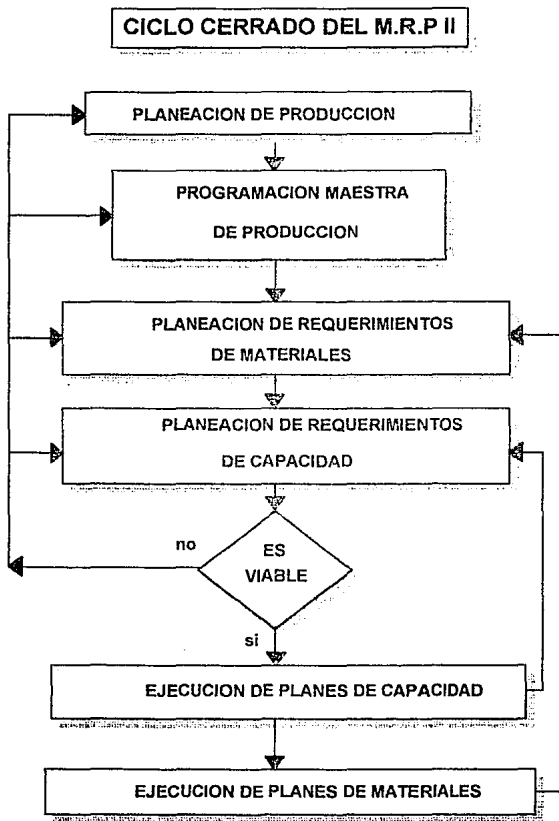 CICLO CERRADO DEL M.R.P II
PLANEACION DE PRODUCCION
PROGRAMACION MAESTRA
DE PRODUCCION
PLANEACION DE REQUERIMIENTOS
DE MATERIALES
PLANEACION DE REQUERIMIENTOS
DE CAPACIDAD
no
ES
VIABLE
si
EJECUCION DE PLANES DE CAPACIDAD
EJECUCION DE PLANES DE MATERIALES